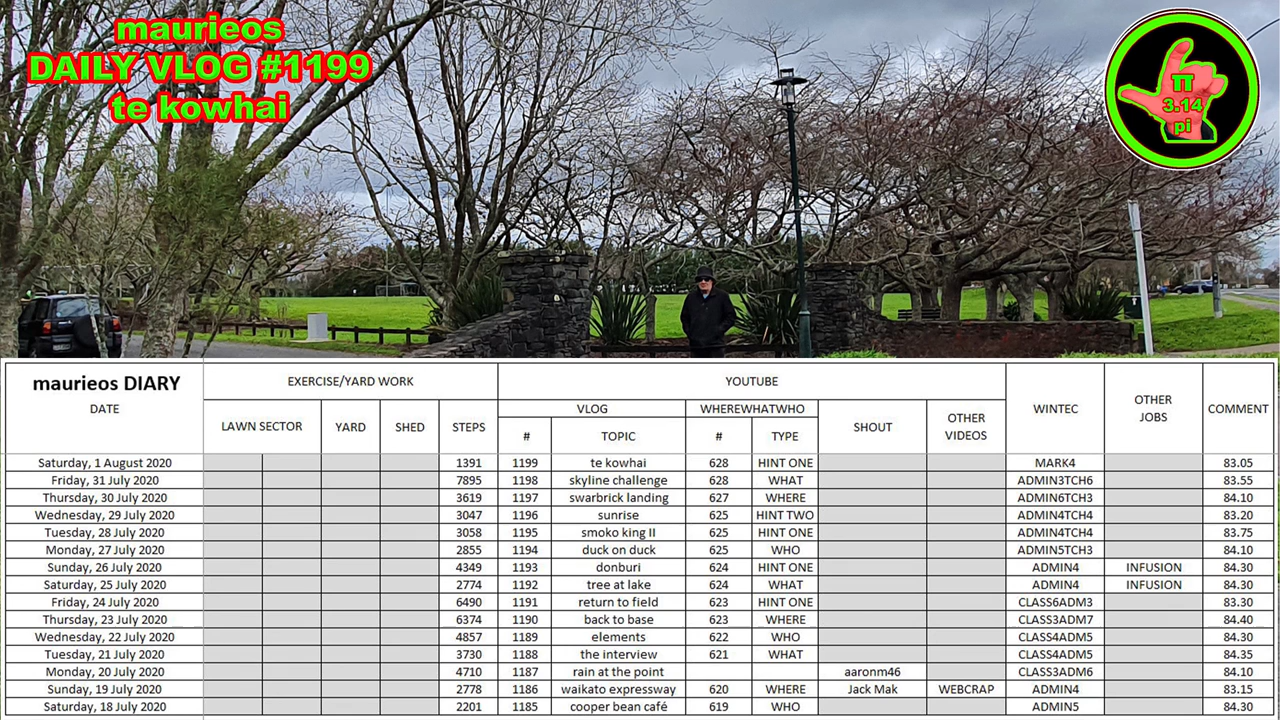 maurieos
DAILY VLOG #1199
te kowhai
π
3.14
pi
maurieos DIARY EXERCISE/YARD WORK YOUTUBE WINTEC OTHER JOBS COMMENT
DATE LAWN SECTOR YARD SHED STEPS VLOG WHEREWHATWHO SHOUT OTHER VIDEOS
# TOPIC # TYPE
Saturday, 1 August 2020 1391 1199 te kowhai 628 HINT ONE MARK4 83.05
Friday, 31 July 2020 7895 1198 skyline challenge 628 WHAT ADMIN3TCH6 83.55
Thursday, 30 July 2020 3619 1197 swarbrick landing 627 WHERE ADMIN6TCH3 84.10
Wednesday, 29 July 2020 3047 1196 sunrise 625 HINT TWO ADMIN4TCH4 83.20
Tuesday, 28 July 2020 3058 1195 smoko king II 625 HINT ONE ADMIN4TCH4 83.75
Monday, 27 July 2020 2855 1194 duck on duck 625 WHO ADMIN5TCH3 84.10
Sunday, 26 July 2020 4349 1193 donburi 624 HINT ONE ADMIN4 INFUSION 84.30
Saturday, 25 July 2020 2774 1192 tree at lake 624 WHAT ADMIN4 INFUSION 84.30
Friday, 24 July 2020 6490 1191 return to field 623 HINT ONE CLASS6ADM3 83.30
Thursday, 23 July 2020 6374 1190 back to base 623 WHERE CLASS3ADM7 84.40
Wednesday, 22 July 2020 4857 1189 elements 622 WHO CLASS4ADM5 84.30
Tuesday, 21 July 2020 3730 1188 the interview 621 WHAT CLASS4ADM5 84.35
Monday, 20 July 2020 4710 1187 rain at the point aaronm46 CLASS3ADM6 84.10
Sunday, 19 July 2020 2778 1186 waikato expressway 620 WHERE Jack Mak WEBCRAP ADMIN4 83.15
Saturday, 18 July 2020 2201 1185 cooper bean café 619 WHO ADMIN5 84.30